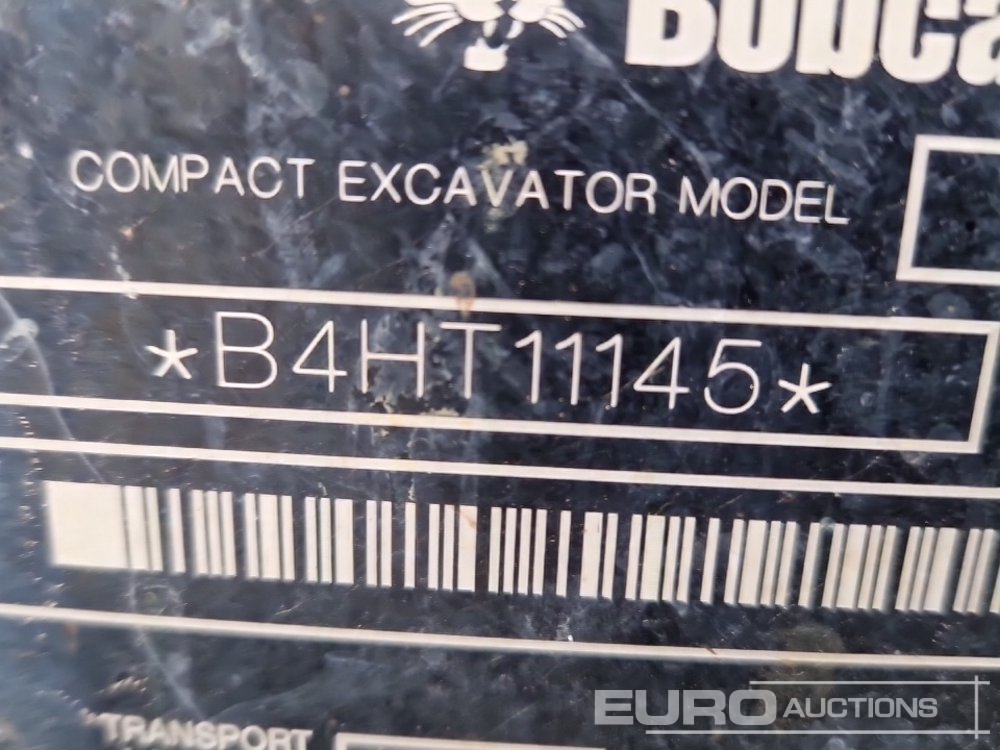 Bobca
COMPACT EXCAVATOR MODEL
*B4HT11145*
TRANSPORT
EURO AUCTIONS